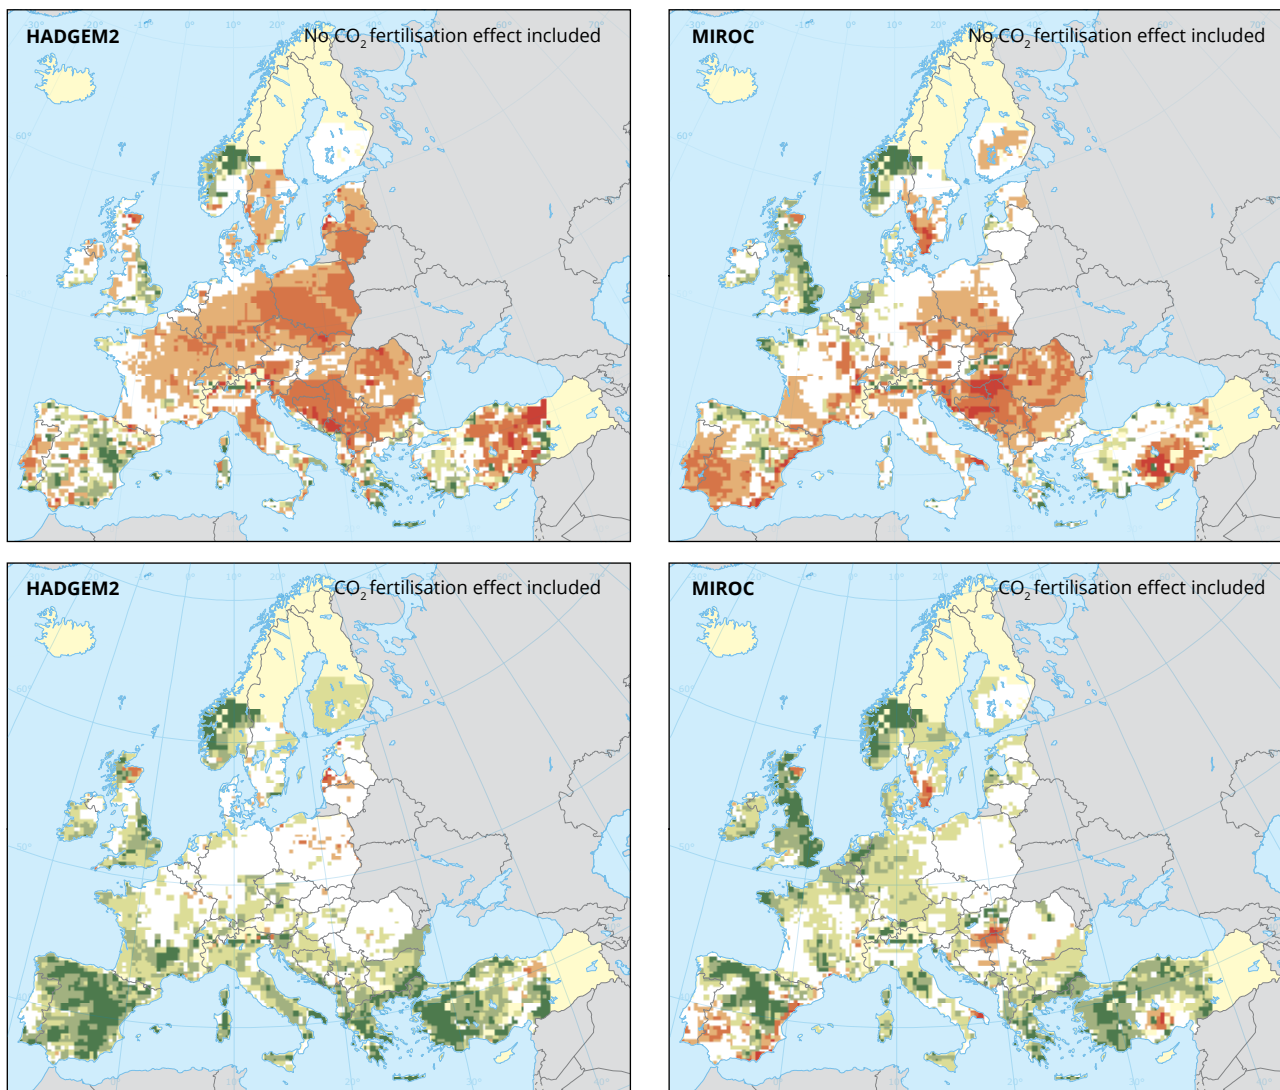 HADGEM2 No CO2 fertilisation effect included
MIROC No CO2 fertilisation effect included
HADGEM2 CO2 fertilisation effect included
MIROC CO2 fertilisation effect included